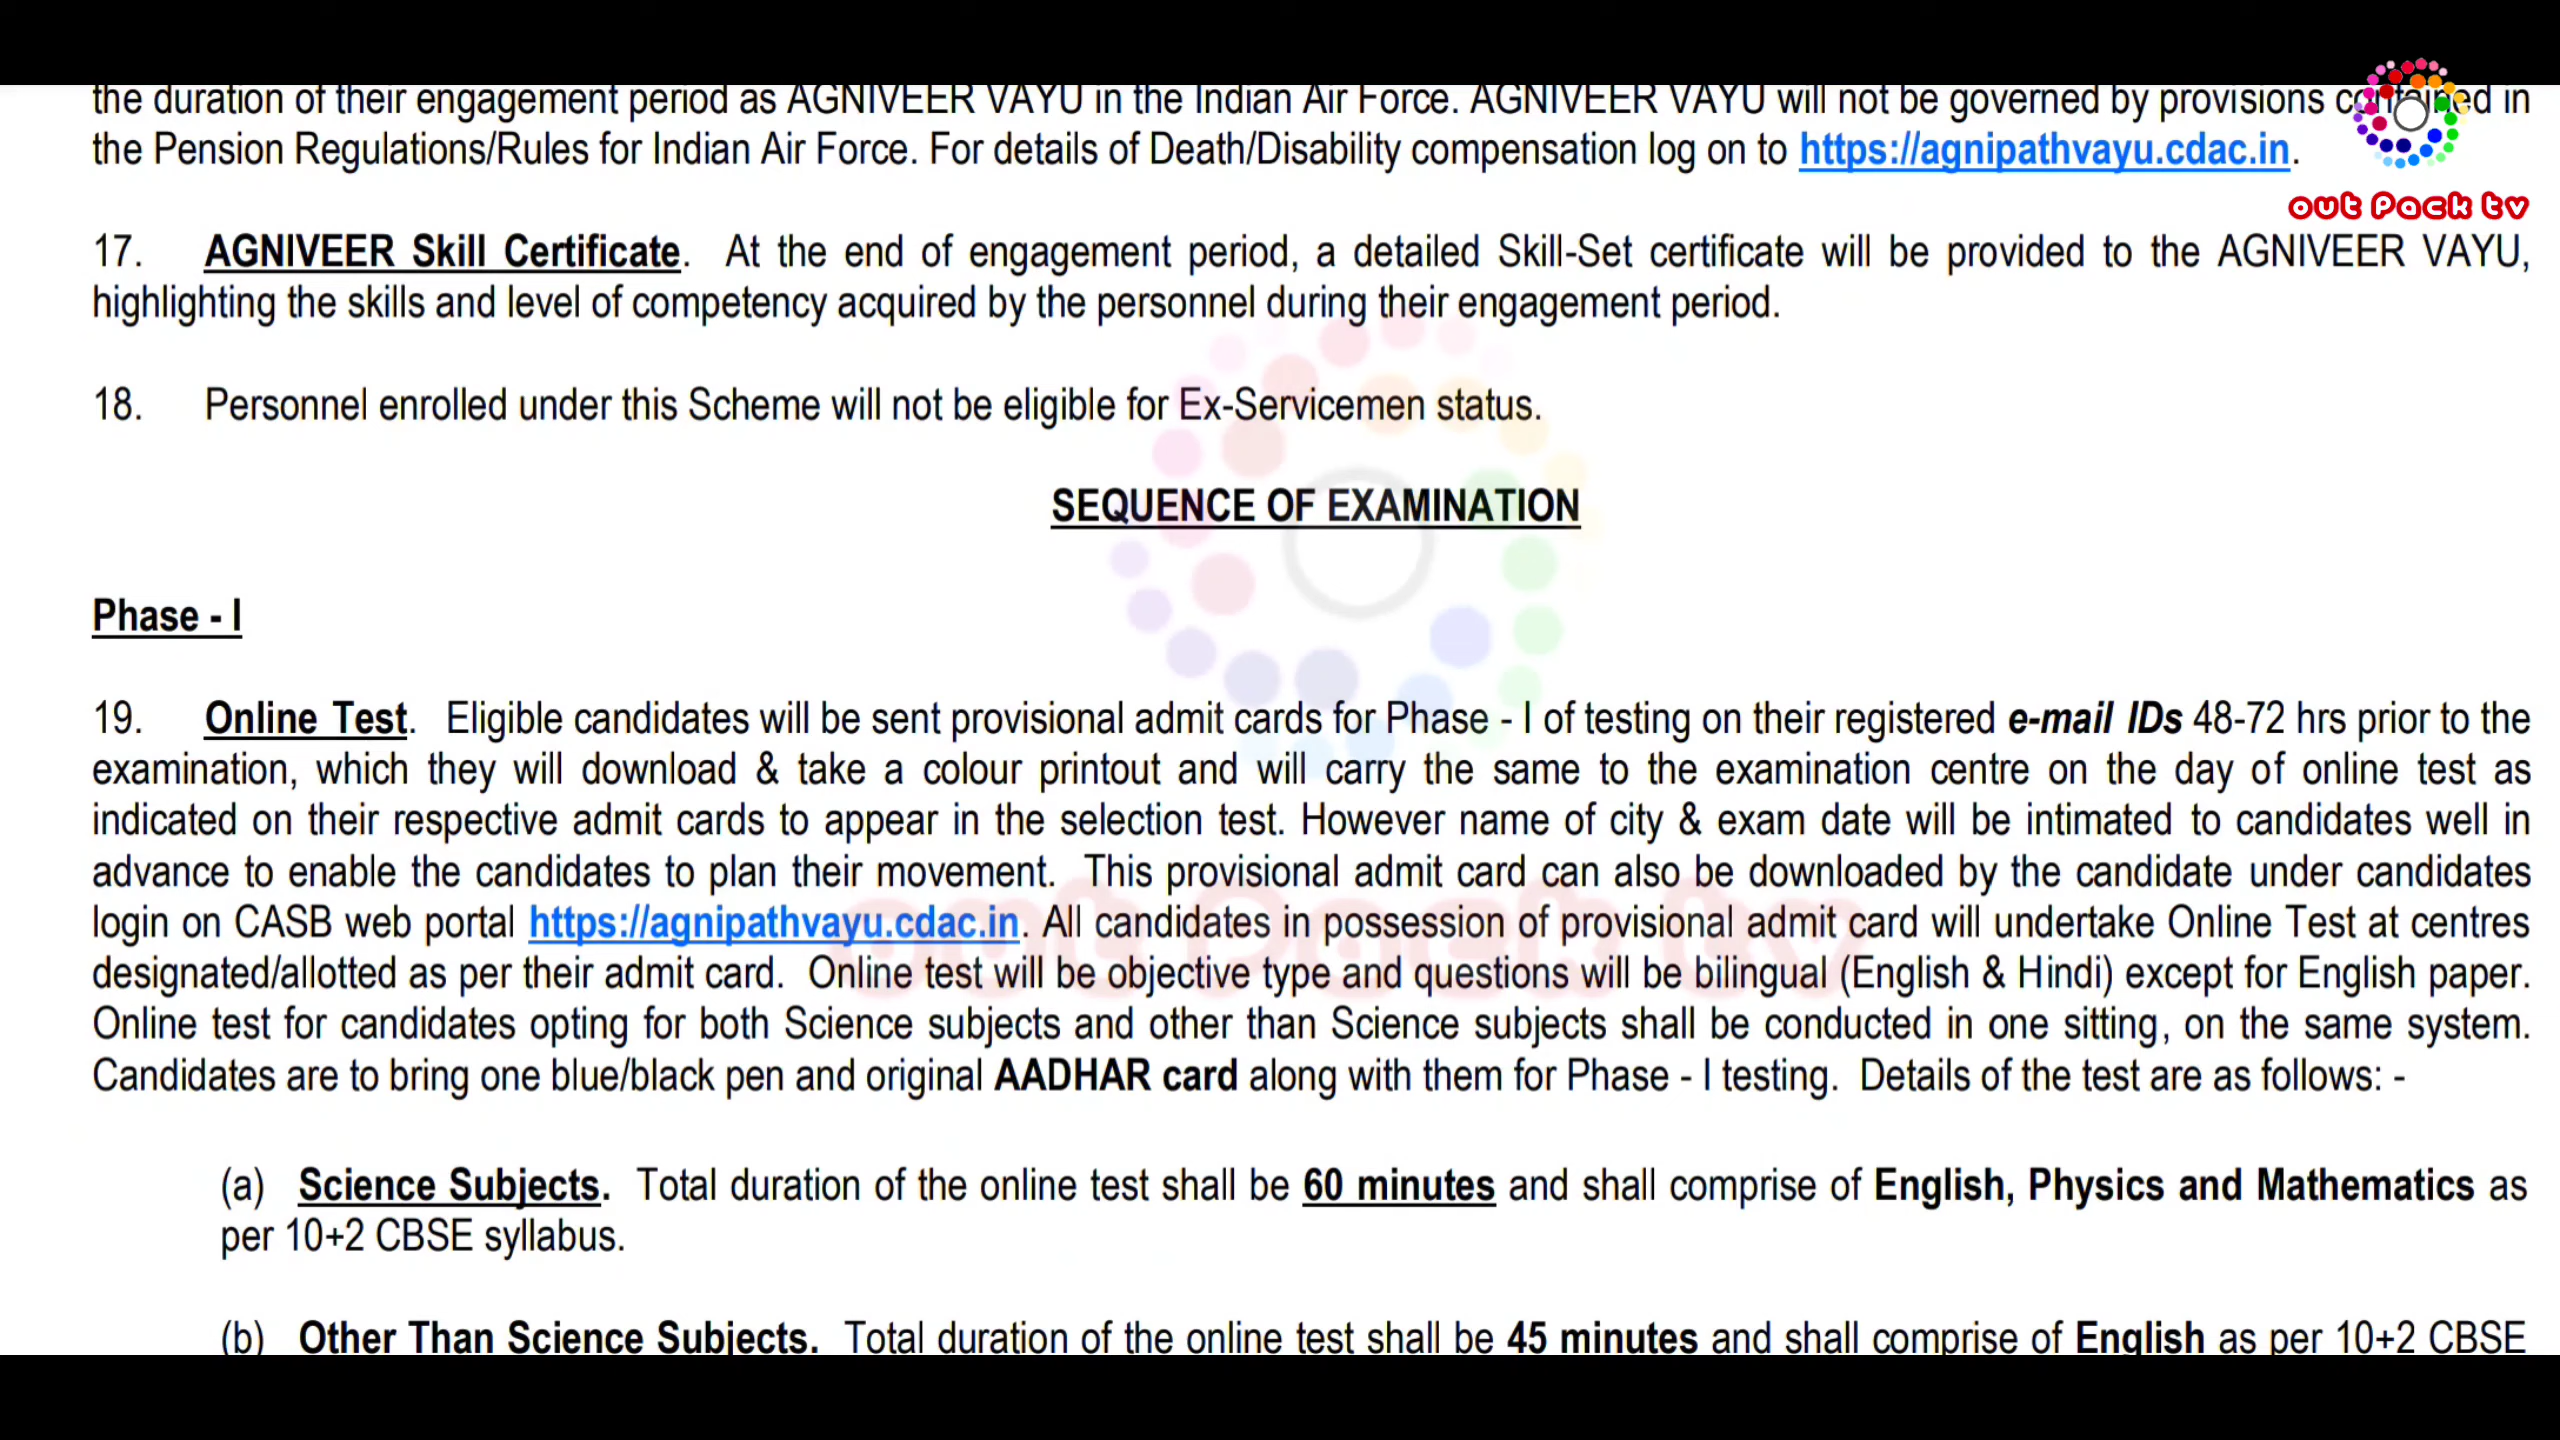 the duration of their engagement period as AGNIVEER VAYU in the Indian Air Force. AGNIVEER VAYU will not be governed by provisions contained in
the Pension Regulations/Rules for Indian Air Force. For details of Death/Disability compensation log on to https://agnipathvayu.cdac.in.
out Pack tv
17. AGNIVEER Skill Certificate. At the end of engagement period, a detailed Skill-Set certificate will be provided to the AGNIVEER VAYU,
highlighting the skills and level of competency acquired by the personnel during their engagement period.
18. Personnel enrolled under this Scheme will not be eligible for Ex-Servicemen status.
SEQUENCE OF EXAMINATION
Phase - I
19. Online Test. Eligible candidates will be sent provisional admit cards for Phase - I of testing on their registered e-mail IDs 48-72 hrs prior to the
examination, which they will download & take a colour printout and will carry the same to the examination centre on the day of online test as
indicated on their respective admit cards to appear in the selection test. However name of city & exam date will be intimated to candidates well in
advance to enable the candidates to plan their movement. This provisional admit card can also be downloaded by the candidate under candidates
login on CASB web portal https://agnipathvayu.cdac.in. All candidates in possession of provisional admit card will undertake Online Test at centres
out Pack tv
designated/allotted as per their admit card. Online test will be objective type and questions will be bilingual (English & Hindi) except for English paper.
Online test for candidates opting for both Science subjects and other than Science subjects shall be conducted in one sitting, on the same system.
Candidates are to bring one blue/black pen and original AADHAR card along with them for Phase - I testing. Details of the test are as follows: -
(a) Science Subjects. Total duration of the online test shall be 60 minutes and shall comprise of English, Physics and Mathematics as
per 10+2 CBSE syllabus.
(b) Other Than Science Subjects. Total duration of the online test shall be 45 minutes and shall comprise of English as per 10+2 CBSE